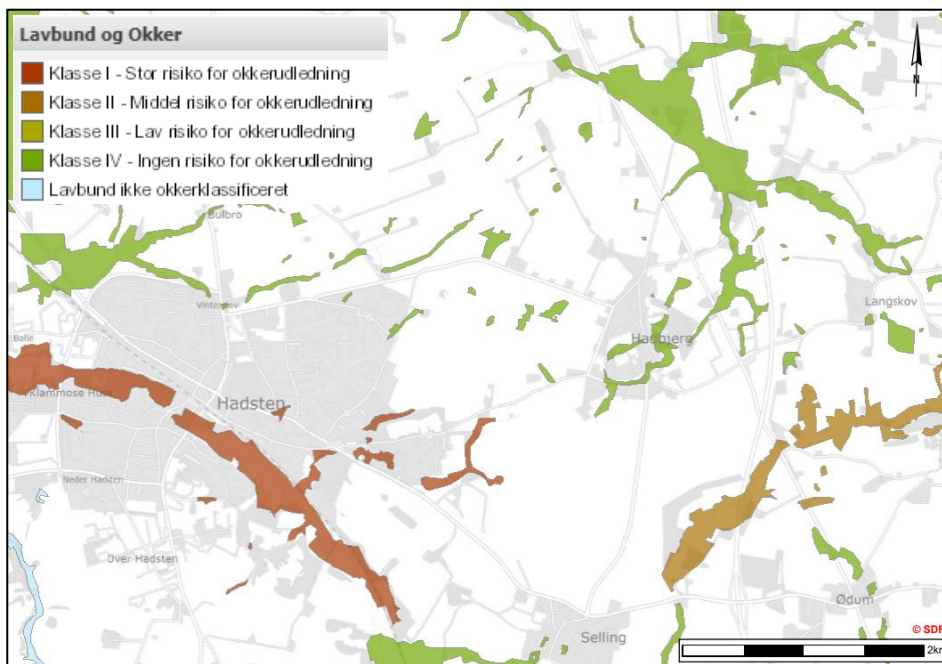 Lavbund og Okker
Klasse I - Stor risiko for okkerudledning
Klasse II - Middel risiko for okkerudledning
Klasse III - Lav risiko for okkerudledning
Klasse IV - Ingen risiko for okkerudledning
Lavbund ikke okkerklassificeret
N
Bulbro
Vinterslev
Langskov
Hadbjerg
Balle
Hadsten
Neder Hadsten
Over Hadsten
Ødum
Selling
© SDF
2km